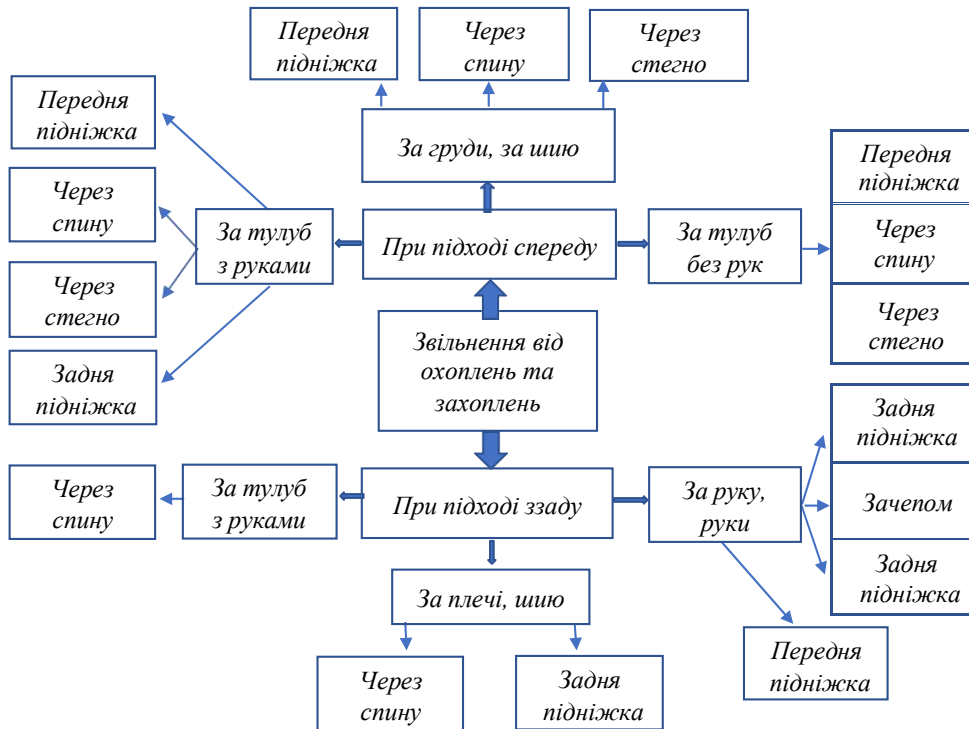 Передня
підніжка
Через
спину
Через
стегно
Передня
підніжка
За груди, за шию
Передня
підніжка
Через
спину
За тулуб
з руками
При підході спереду
За тулуб
без рук
Через
спину
Через
стегно
Через
стегно
Звільнення від
охоплень та
захоплень
Задня
підніжка
Задня
підніжка
Через
спину
За тулуб
з руками
При підході ззаду
За руку,
руки
Зачепом
Задня
підніжка
За плечі, шию
Через
спину
Задня
підніжка
Передня
підніжка